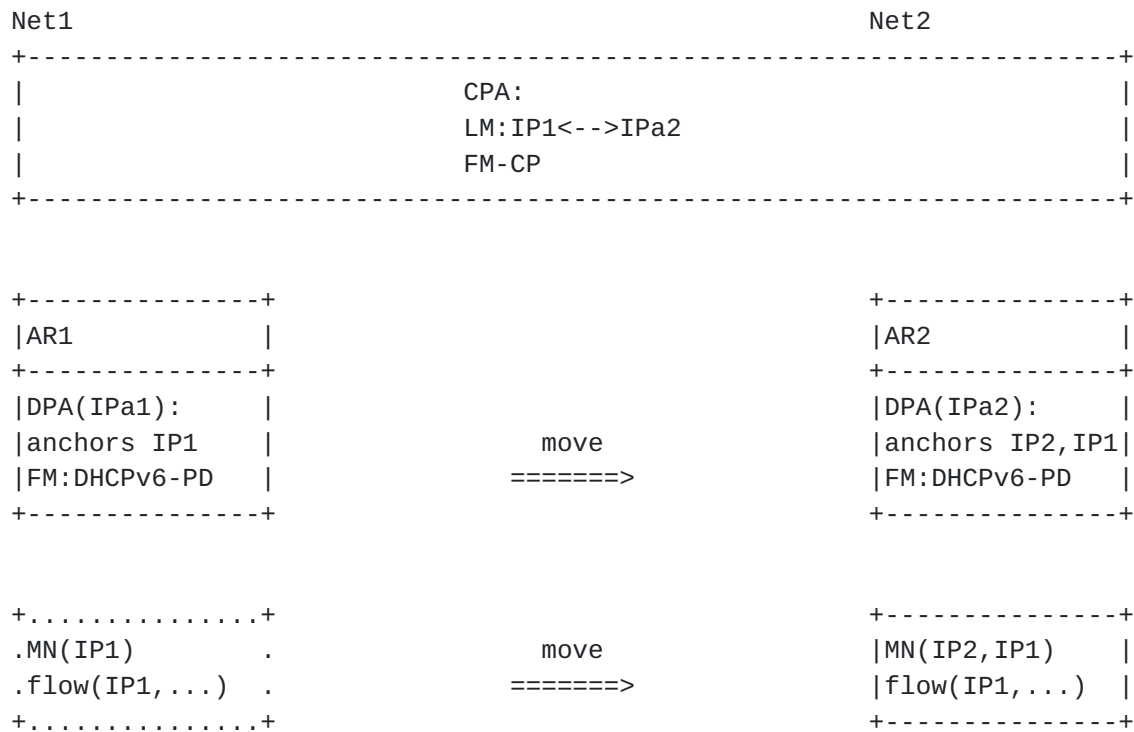 Net1 Net2
CPA:
LM:IP1<-->IPa2
FM-CP
AR1 AR2
DPA(IPa1): DPA(IPa2):
anchors IP1 move anchors IP2,IP1
FM:DHCPv6-PD =======> FM:DHCPv6-PD
MN(IP1) move MN(IP2,IP1)
flow(IP1,...) =======> flow(IP1,...)